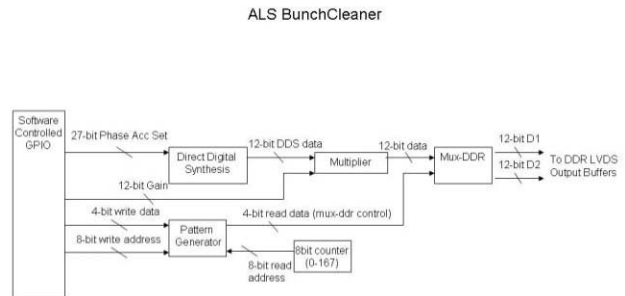 ALS BunchCleaner
Software
Controlled
GPIO
27-bit Phase Acc Set
Direct Digital
Synthesis
12-bit DDS data
Multiplier
12-bit data
Mux-DDR
12-bit D1
12-bit D2
To DDR LVDS
Output Buffers
12-bit Gain
4-bit write data
8-bit write address
Pattern
Generator
4-bit read data (mux-ddr control)
8bit counter
(0-167)
8-bit read
address